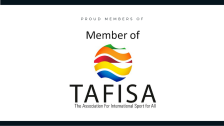 PROUD MEMBERS OF
Member of
TAFISA
The Association For International Sport for All